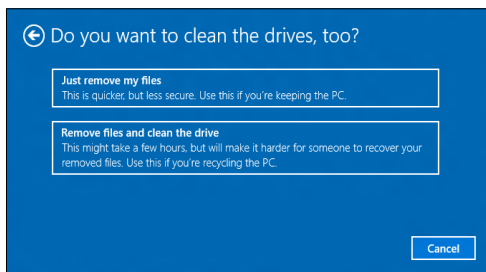 Do you want to clean the drives, too?
Just remove my files
This is quicker, but less secure. Use this if you're keeping the PC.
Remove files and clean the drive
This might take a few hours, but will make it harder for someone to recover your
removed files. Use this if you're recycling the PC.
Cancel